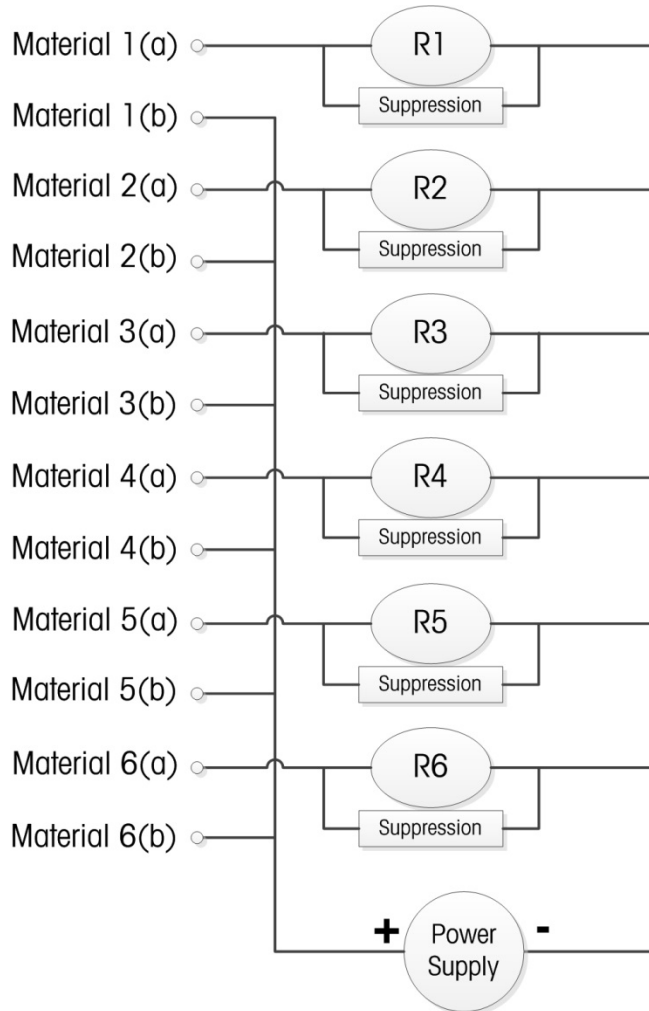 Material 1(a)
R1
Suppression
Material 1(b)
Material 2(a)
R2
Suppression
Material 2(b)
Material 3(a)
R3
Suppression
Material 3(b)
Material 4(a)
R4
Suppression
Material 4(b)
Material 5(a)
R5
Suppression
Material 5(b)
Material 6(a)
R6
Suppression
Material 6(b)
+
Power
Supply
-